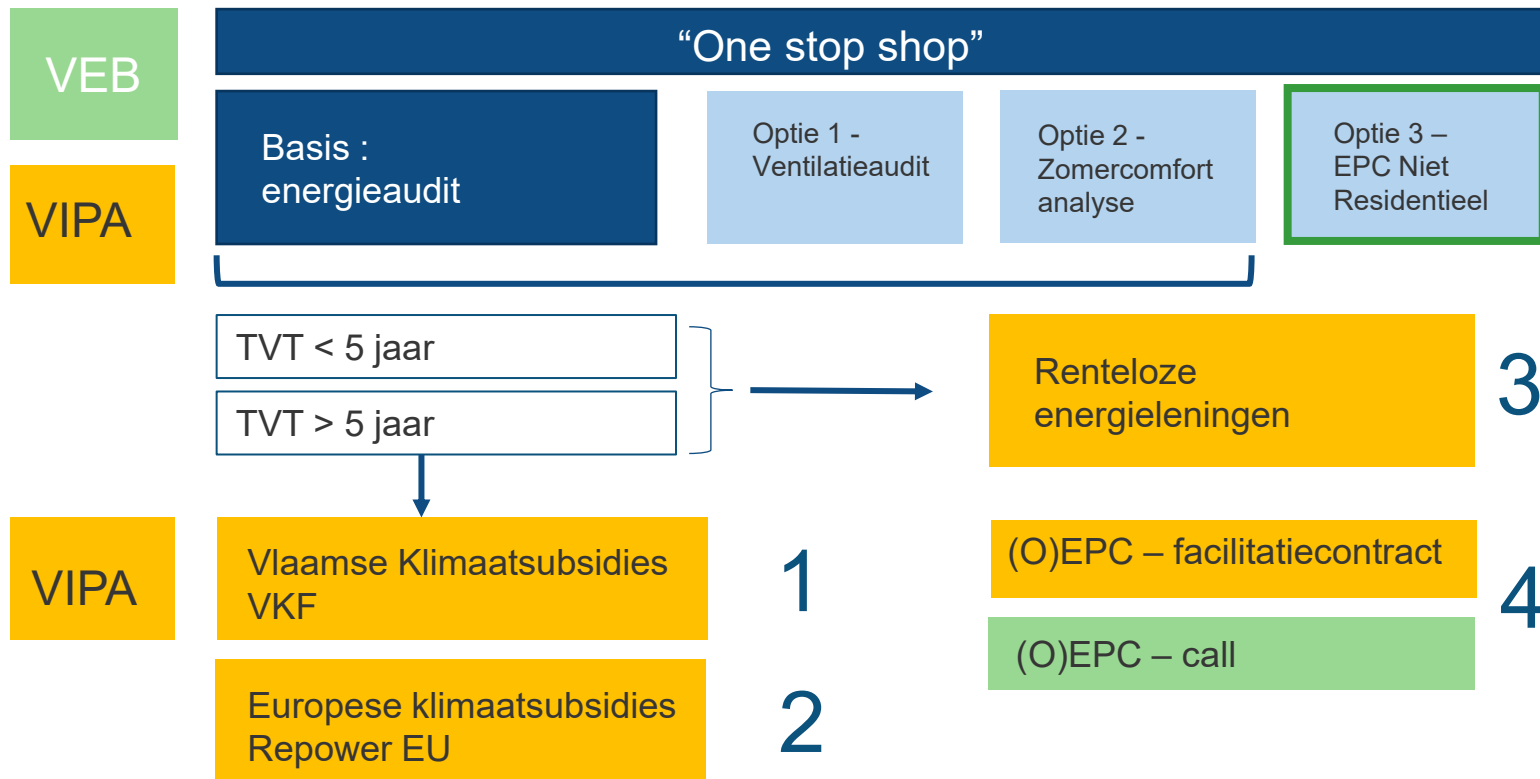 VEB
“One stop shop”
VIPA
Basis :
energieaudit
Optie 1 -
Ventilatieaudit
Optie 2 -
Zomercomfort
analyse
Optie 3 –
EPC Niet
Residentieel
TVT < 5 jaar
TVT > 5 jaar
Renteloze
energieleningen
3
VIPA
Vlaamse Klimaatsubsidies
VKF
1
(O)EPC – facilitatiecontract
(O)EPC – call
4
Europese klimaatsubsidies
Repower EU
2